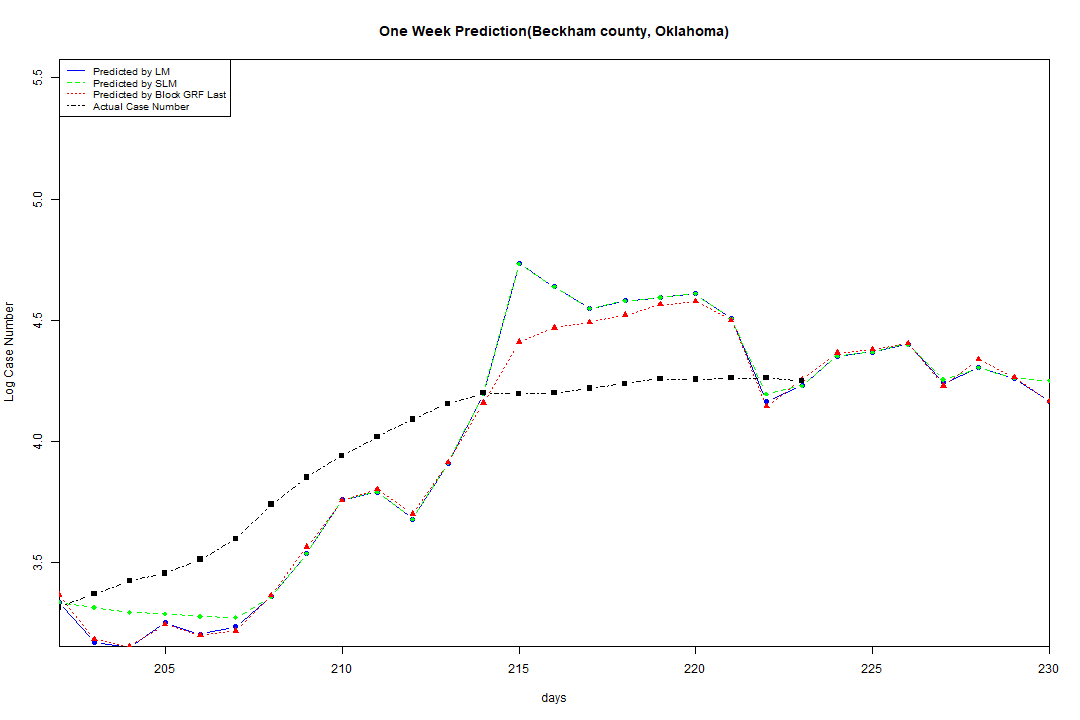 One Week Prediction(Beckham county, Oklahoma)
Predicted by LM
Predicted by SLM
Predicted by Block GRF Last
Actual Case Number
5.5
5.0
4.5
4.0
3.5
Log Case Number
205 210 215 220 225 230
days